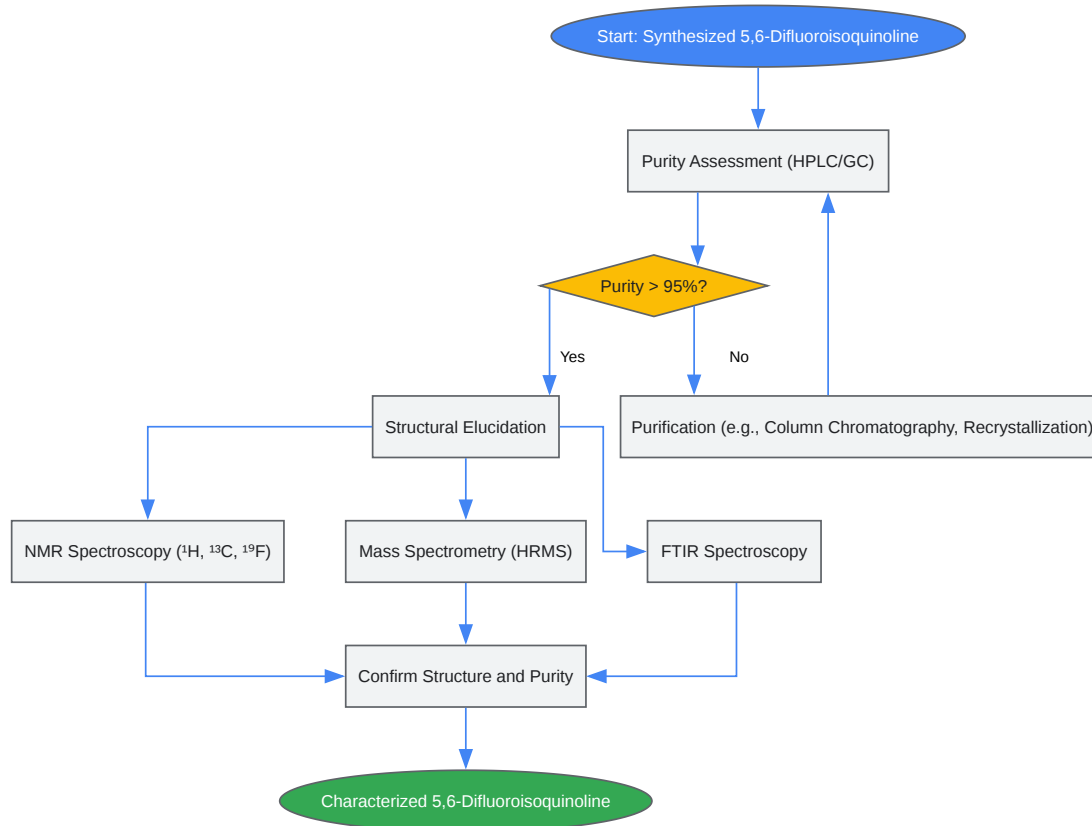 Start: Synthesized 5,6-Difluoroisoquinoline
Purity Assessment (HPLC/GC)
Purity > 95%?
Yes
No
Structural Elucidation
Purification (e.g., Column Chromatography, Recrystallization)
NMR Spectroscopy (¹H, ¹³C, ¹⁹F)
Mass Spectrometry (HRMS)
FTIR Spectroscopy
Confirm Structure and Purity
Characterized 5,6-Difluoroisoquinoline